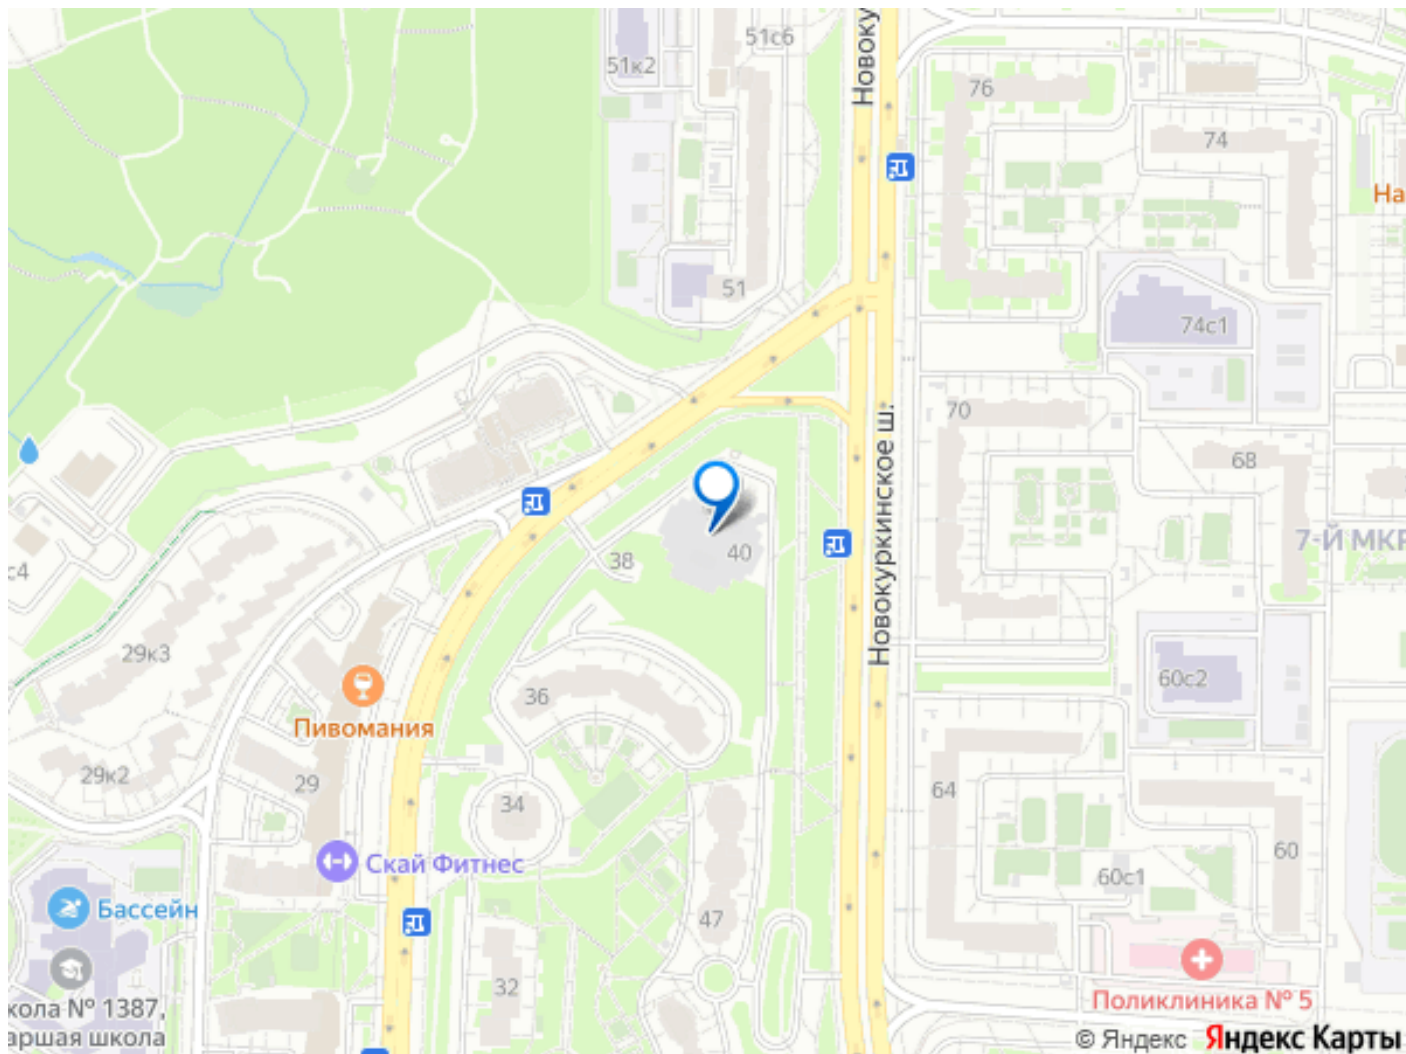 51с6
Новоку
51к2
76
74
На
51
74с1
70
Новокуркинское ш.
68
40
38
7-Й МКР
с4
29к3
36
60с2
Пивомания
29к2
29
34
64
60
Скай Фитнес
60с1
Бассейн
47
32
Поликлиника № 5
кола № 1387,
аршая школа
© Яндекс Яндекс Карты